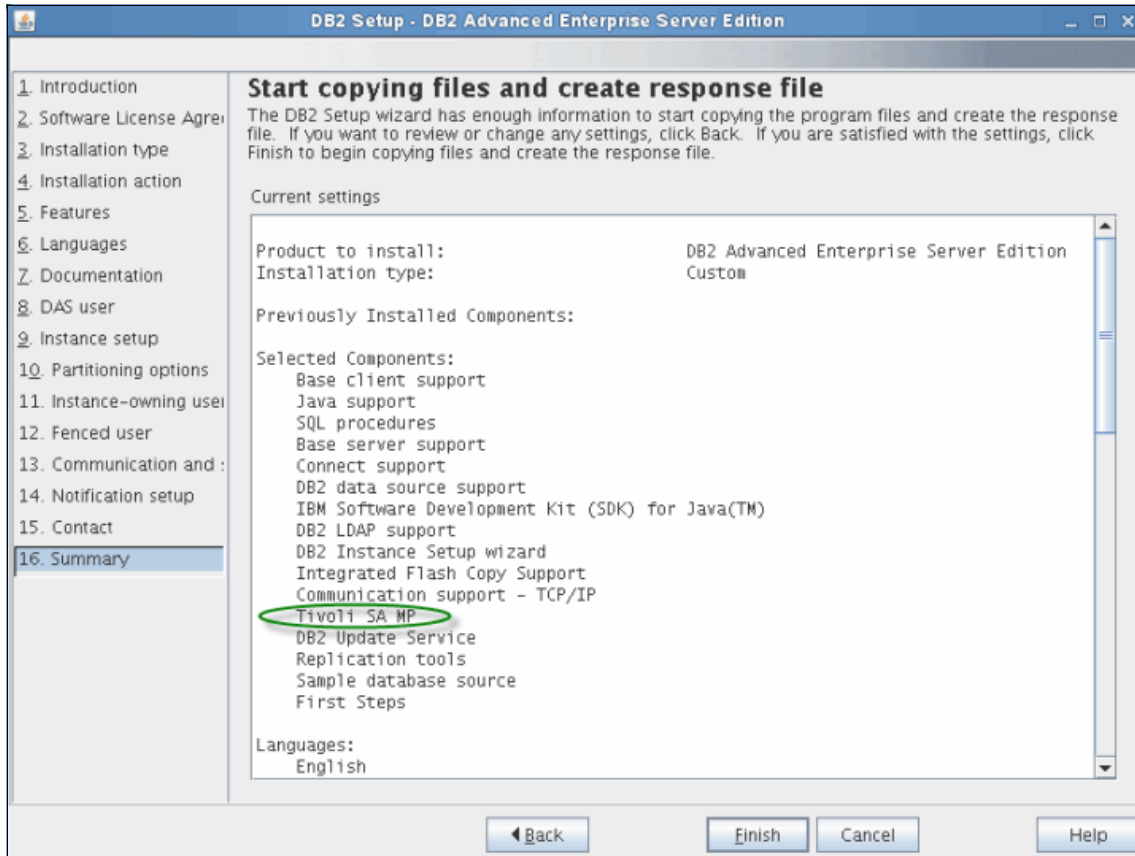 DB2 Setup - DB2 Advanced Enterprise Server Edition
1. Introduction
2. Software License Agre
3. Installation type
4. Installation action
5. Features
6. Languages
7. Documentation
8. DAS user
9. Instance setup
10. Partitioning options
11. Instance-owning user
12. Fenced user
13. Communication and
14. Notification setup
15. Contact
16. Summary
Start copying files and create response file
The DB2 Setup wizard has enough information to start copying the program files and create the response
file. If you want to review or change any settings, click Back. If you are satisfied with the settings, click
Finish to begin copying files and create the response file.
Current settings
Product to install: DB2 Advanced Enterprise Server Edition
Installation type: Custom
Previously Installed Components:
Selected Components:
Base client support
Java support
SQL procedures
Base server support
Connect support
DB2 data source support
IBM Software Development Kit (SDK) for Java(TM)
DB2 LDAP support
DB2 Instance Setup wizard
Integrated Flash Copy Support
Communication support - TCP/IP
Tivoli SA MP
DB2 Update Service
Replication tools
Sample database source
First Steps
Languages:
English
Back
Finish
Cancel
Help